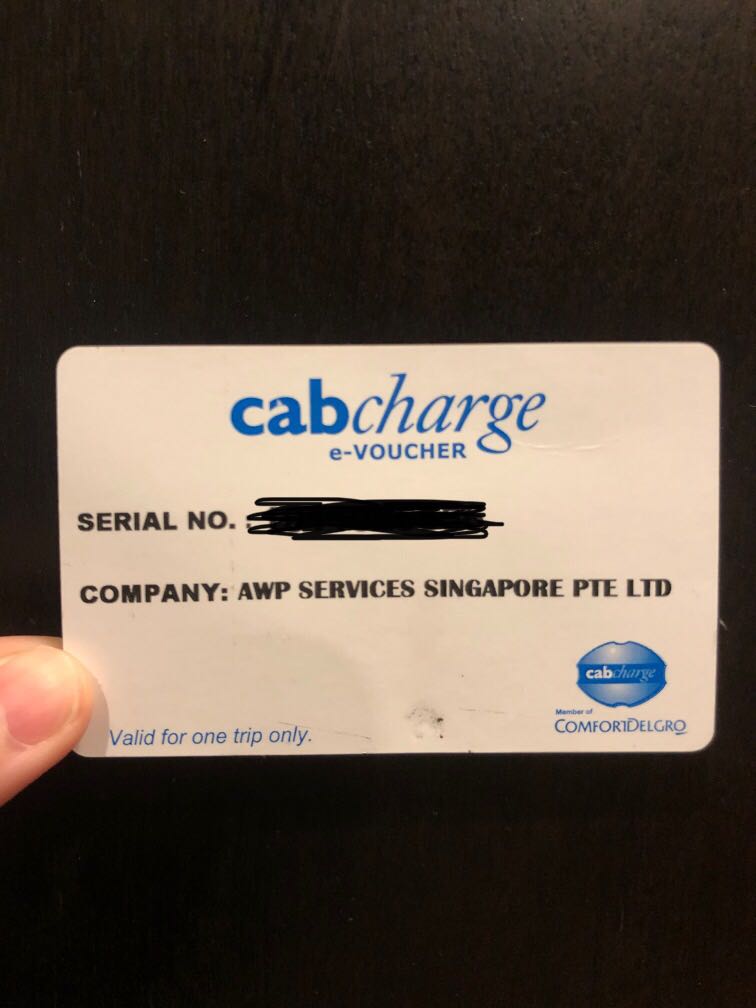 cabcharge
e-VOUCHER
SERIAL NO. :
COMPANY: AWP SERVICES SINGAPORE PTE LTD
cabcharge
Member of
COMFORTDELGRO
Valid for one trip only.